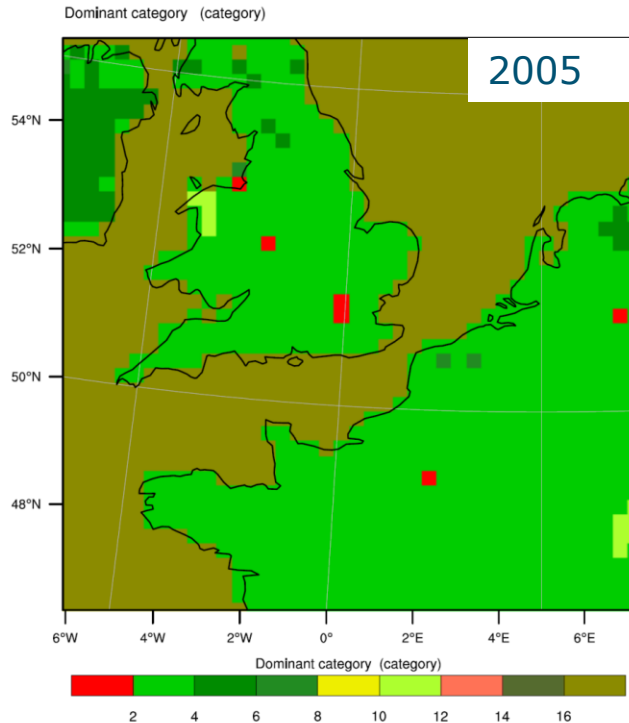 Dominant category (category)
2005
54°N
52°N
50°N
48°N
6°W 4°W 2°W 0° 2°E 4°E 6°E
Dominant category (category)
2 4 6 8 10 12 14 16